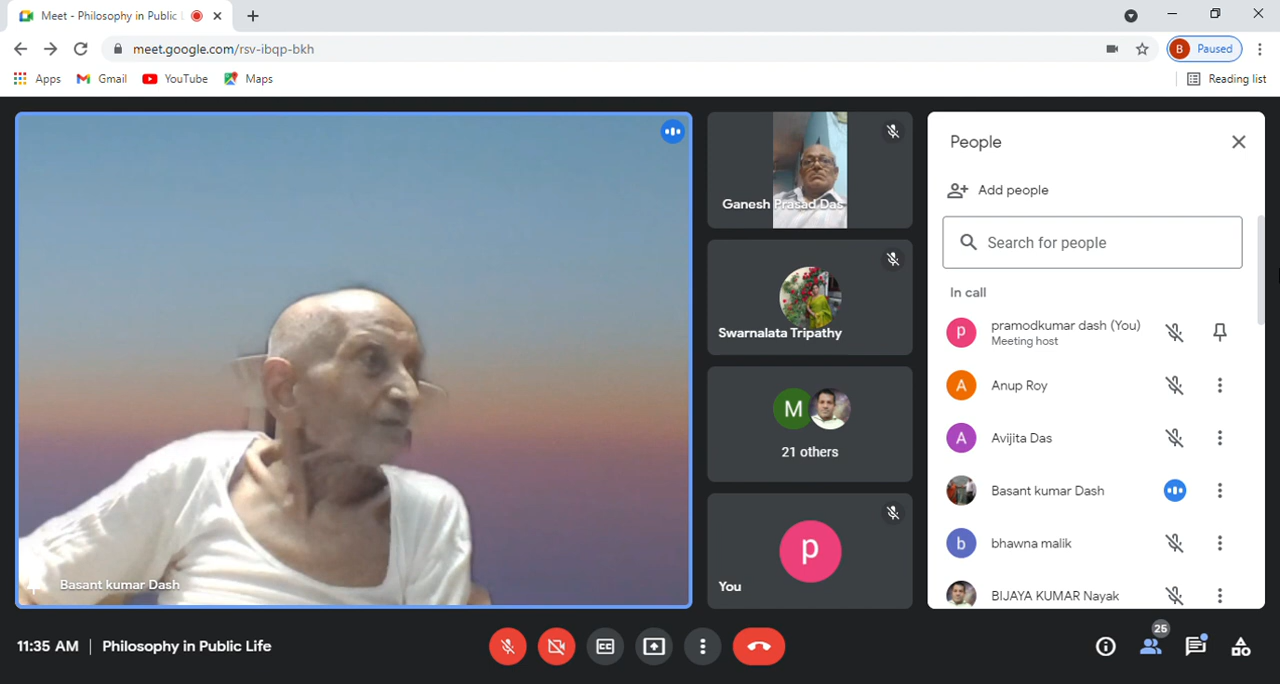 Meet - Philosophy in Public
meet.google.com/rsv-ibqp-bkh
B Paused
Apps Gmail YouTube Maps
Reading list
Basant kumar Dash
Ganesh Prasad Das
Swarnalata Tripathy
M
21 others
p
You
People
Add people
Search for people
In call
p pramodkumar dash (You)
Meeting host
A Anup Roy
A Avijita Das
Basant kumar Dash
b bhawna malik
BIJAYA KUMAR Nayak
11:35 AM | Philosophy in Public Life
CC
25